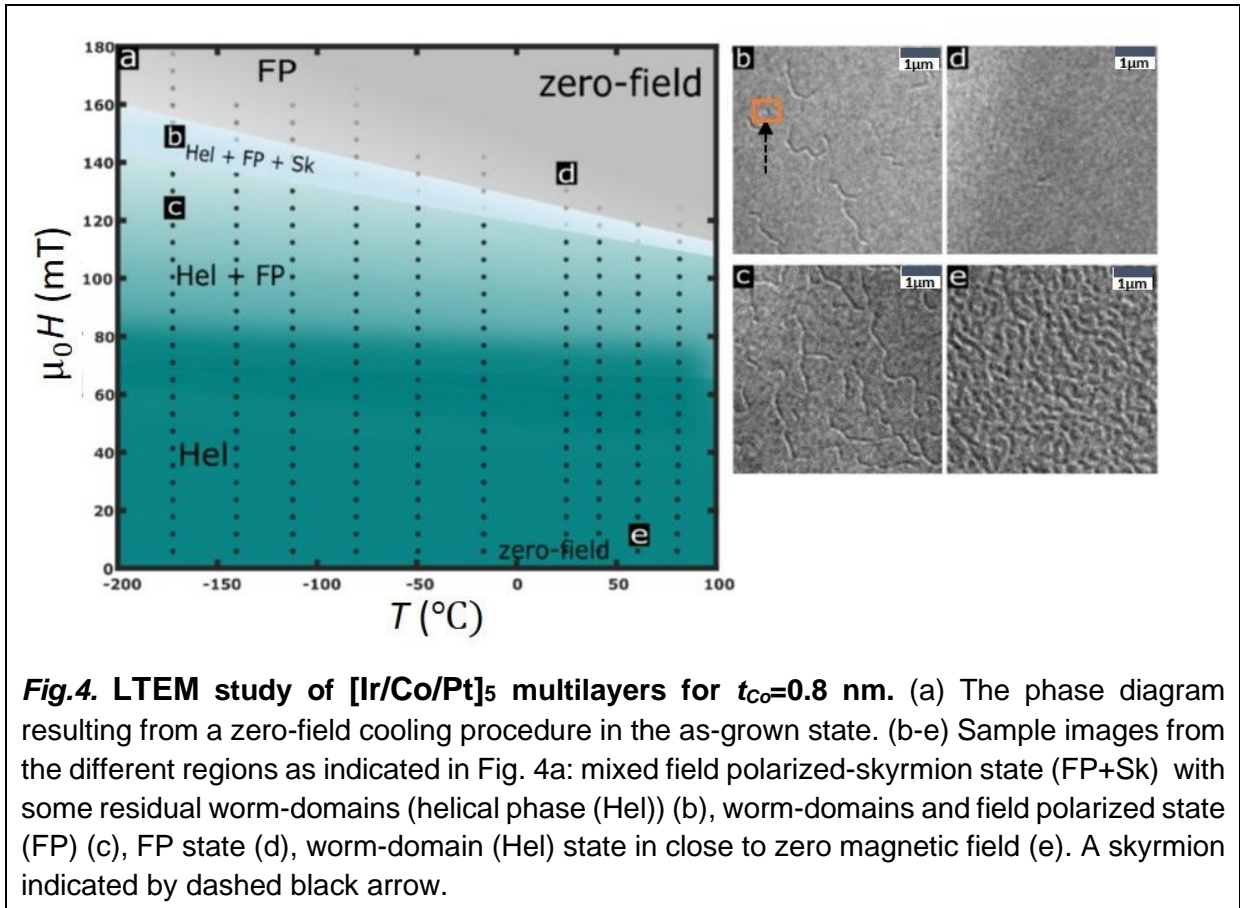 a
FP
zero-field
b
Hel + FP + Sk
c
d
Hel + FP
Hel
e
zero-field
180
160
140
120
100
80
60
40
20
0
μ₀H (mT)
-200 -150 -100 -50 0 50 100
T (°C)
b 1μm
d 1μm
c 1μm
e 1μm
Fig.4. LTEM study of [Ir/Co/Pt]₅ multilayers for t_Co=0.8 nm. (a) The phase diagram
resulting from a zero-field cooling procedure in the as-grown state. (b-e) Sample images from
the different regions as indicated in Fig. 4a: mixed field polarized-skyrmion state (FP+Sk) with
some residual worm-domains (helical phase (Hel)) (b), worm-domains and field polarized state
(FP) (c), FP state (d), worm-domain (Hel) state in close to zero magnetic field (e). A skyrmion
indicated by dashed black arrow.